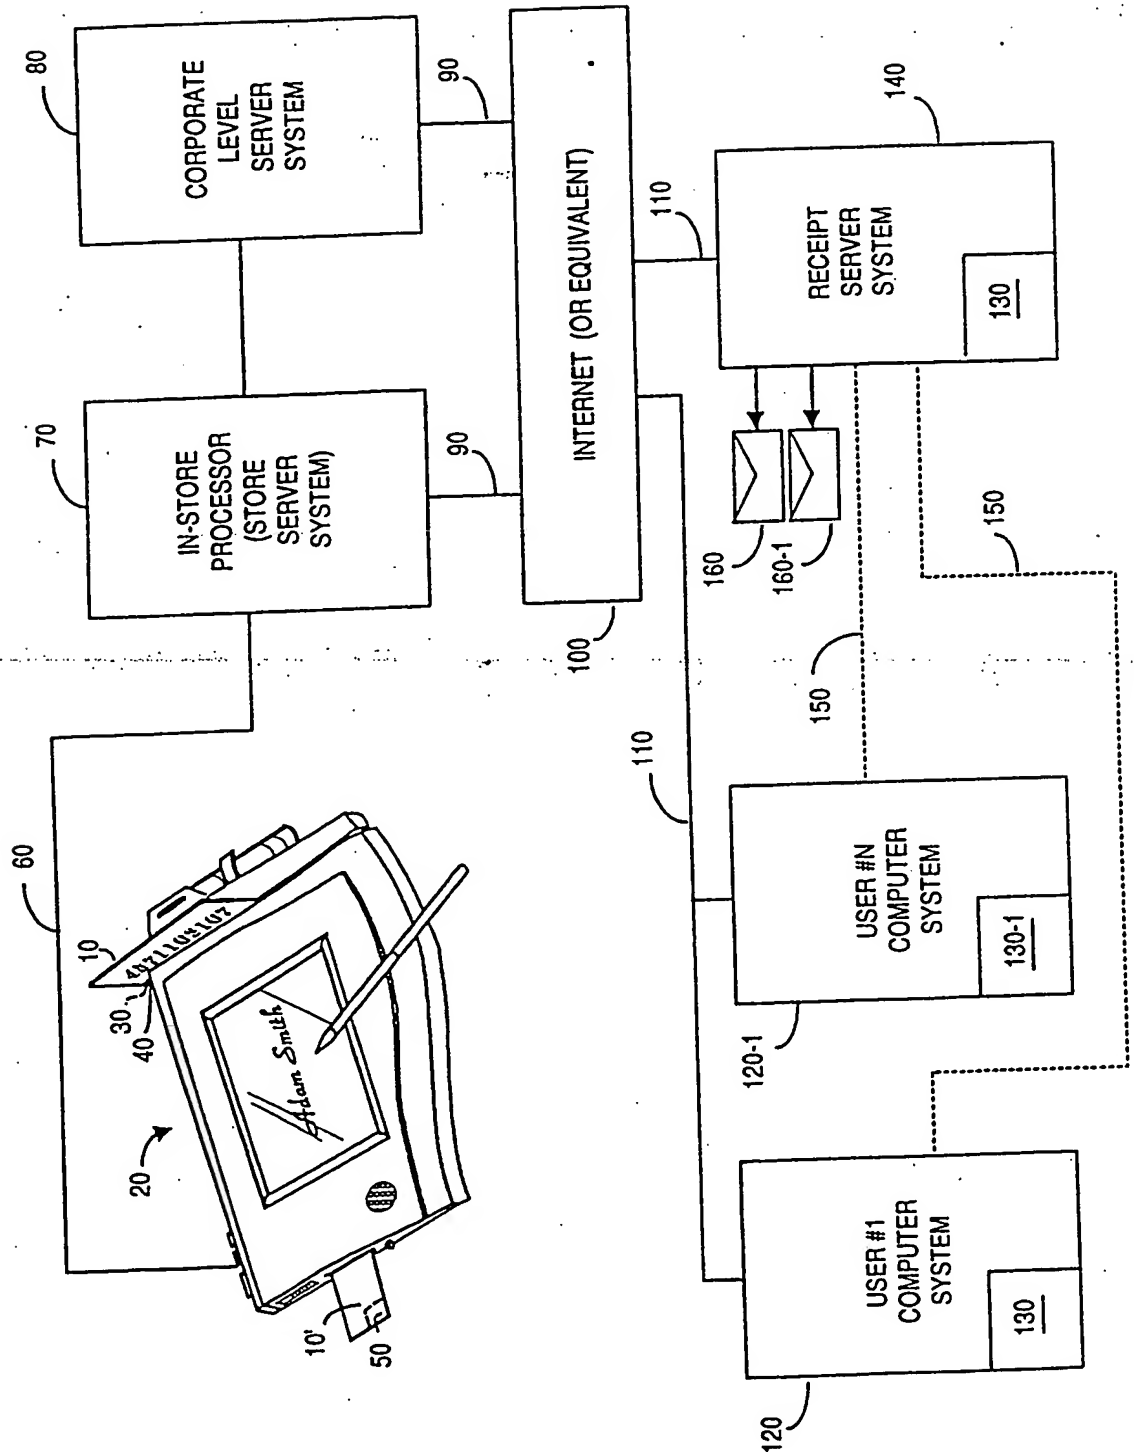 80
CORPORATE
LEVEL
SERVER
SYSTEM
90
70
IN-STORE
PROCESSOR
(STORE
SERVER
SYSTEM)
90
INTERNET (OR EQUIVALENT)
100
60
10
4471109107
30
40
20
Adam Smith
10'
50
110
140
RECEIPT
SERVER
SYSTEM
130
160
160-1
150
150
110
USER #N
COMPUTER
SYSTEM
130-1
120-1
USER #1
COMPUTER
SYSTEM
130
120